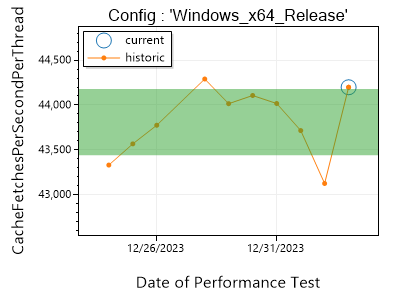 Config : 'Windows_x64_Release'
current
historic
CacheFetchesPerSecondPerThread
44,500
44,000
43,500
43,000
12/26/2023
12/31/2023
Date of Performance Test